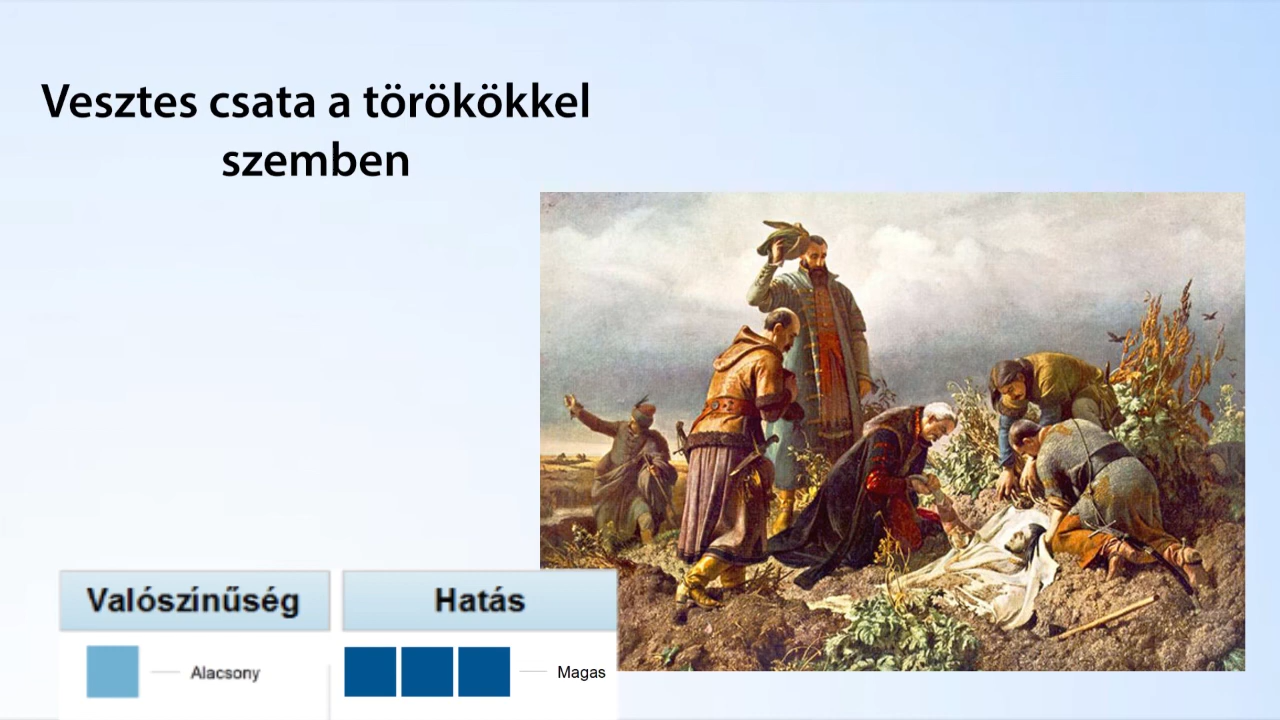 Vesztes csata a törökökkel
szemben
Valószínűség
Hatás
Alacsony
Magas